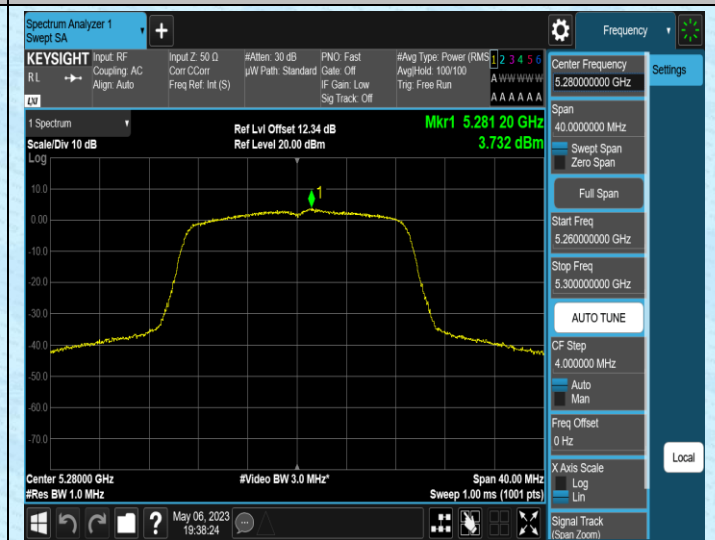 Spectrum Analyzer 1
Swept SA
Frequency
KEYSIGHT
RL
LXI
Input: RF
Coupling: AC
Align: Auto
Input Z: 50 Ω
Corr CCorr
Freq Ref: Int (S)
#Atten: 30 dB
µW Path: Standard
PNO: Fast
Gate: Off
IF Gain: Low
Sig Track: Off
#Avg Type: Power (RMS
Avg|Hold: 100/100
Trig: Free Run
1 2 3 4 5 6
A W W W W W
A A A A A A
1 Spectrum
Scale/Div 10 dB
Log
Ref Lvl Offset 12.34 dB
Ref Level 20.00 dBm
Mkr1 5.281 20 GHz
3.732 dBm
1
10.0
0.00
-10.0
-20.0
-30.0
-40.0
-50.0
-60.0
-70.0
Center 5.28000 GHz
#Res BW 1.0 MHz
#Video BW 3.0 MHz*
Span 40.00 MHz
Sweep 1.00 ms (1001 pts)
May 06, 2023
19:38:24
?
Center Frequency
5.280000000 GHz
Span
40.0000000 MHz
Swept Span
Zero Span
Full Span
Start Freq
5.260000000 GHz
Stop Freq
5.300000000 GHz
AUTO TUNE
CF Step
4.000000 MHz
Auto
Man
Freq Offset
0 Hz
X Axis Scale
Log
Lin
Signal Track
(Span Zoom)
Settings
Local